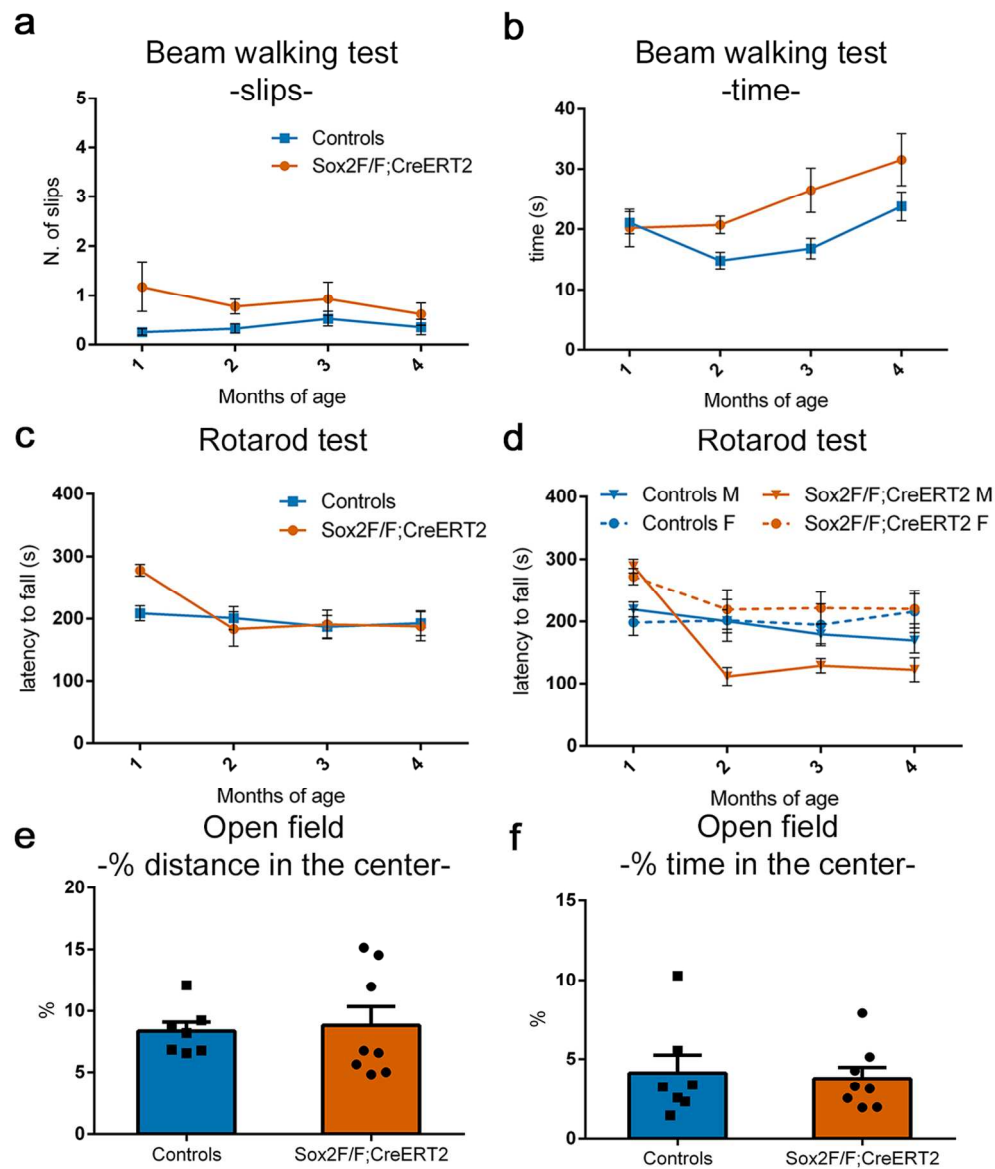 a
Beam walking test
-slips-
5
4
3
2
1
0
N. of slips
Controls
Sox2F/F;CreERT2
1 2 3 4
Months of age
b
Beam walking test
-time-
40
30
20
10
0
time (s)
1 2 3 4
Months of age
c
Rotarod test
400
300
200
100
0
latency to fall (s)
Controls
Sox2F/F;CreERT2
1 2 3 4
Months of age
d
Rotarod test
400
300
200
100
0
latency to fall (s)
Controls M
Controls F
Sox2F/F;CreERT2 M
Sox2F/F;CreERT2 F
1 2 3 4
Months of age
e
Open field
-% distance in the center-
20
15
10
5
0
%
Controls Sox2F/F;CreERT2
f
Open field
-% time in the center-
15
10
5
0
%
Controls Sox2F/F;CreERT2